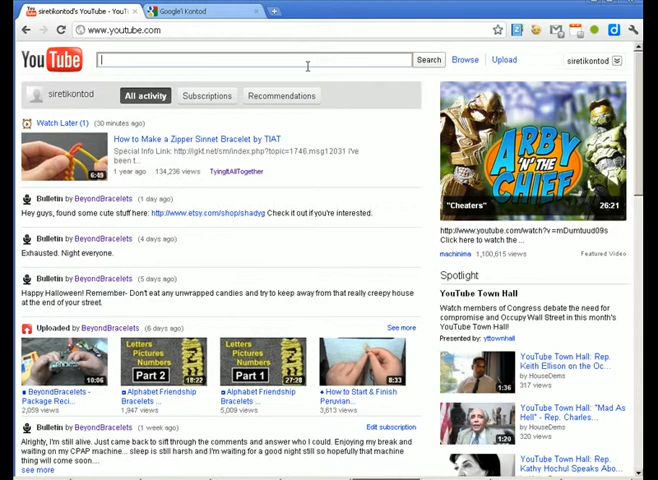 siretikontod's YouTube - YouTu
Google'i Kontod
www.youtube.com
YouTube
Search
Browse
Upload
siretikontod
siretikontod
All activity
Subscriptions
Recommendations
Watch Later (1) (30 minutes ago)
How to Make a Zipper Sinnet Bracelet by TIAT
Special Info Link: http://igkt.net/sm/index.php?topic=1746.msg12031 I've
been t...
6:49
1 year ago 134,236 views TyingItAllTogether
Bulletin by BeyondBracelets (1 day ago)
Hey guys, found some cute stuff here: http://www.etsy.com/shop/shadyg Check it out if you're interested.
Bulletin by BeyondBracelets (4 days ago)
Exhausted. Night everyone.
Bulletin by BeyondBracelets (5 days ago)
Happy Halloween! Remember- Don't eat any unwrapped candies and try to keep away from that really creepy house
at the end of your street.
Uploaded by BeyondBracelets (6 days ago)
See more
10:06
Letters
Pictures
Numbers
Part 2
18:22
Letters
Pictures
Numbers
Part 1
27:28
8:33
BeyondBracelets -
Package Reci...
2,059 views
Alphabet Friendship
Bracelets ...
1,947 views
Alphabet Friendship
Bracelets ...
5,009 views
How to Start & Finish
Peruvian...
3,613 views
Bulletin by BeyondBracelets (1 week ago)
Edit subscription
Alrighty, I'm still alive. Just came back to sift through the comments and answer who I could. Enjoying my break and
waiting on my CPAP machine... sleep is still harsh and I'm waiting for a good night still so hopefully that machine
thing will come soon....
see more
ARBY
'N' THE
CHIEF
"Cheaters"
26:21
http://www.youtube.com/watch?v=mDumtuud09s
Click here to watch the ...
machinima 1,100,615 views
Featured Video
Spotlight
YouTube Town Hall
Watch members of Congress debate the need for
compromise and Occupy Wall Street in this month's
YouTube Town Hall!
Presented by: yttownhall
1:36
YouTube Town Hall: Rep.
Keith Ellison on the Oc...
by HouseDems
317 views
1:20
YouTube Town Hall: "Mad As
Hell" - Rep. Charles...
by HouseDems
320 views
YouTube Town Hall: Rep.
Kathy Hochul Speaks Abo...